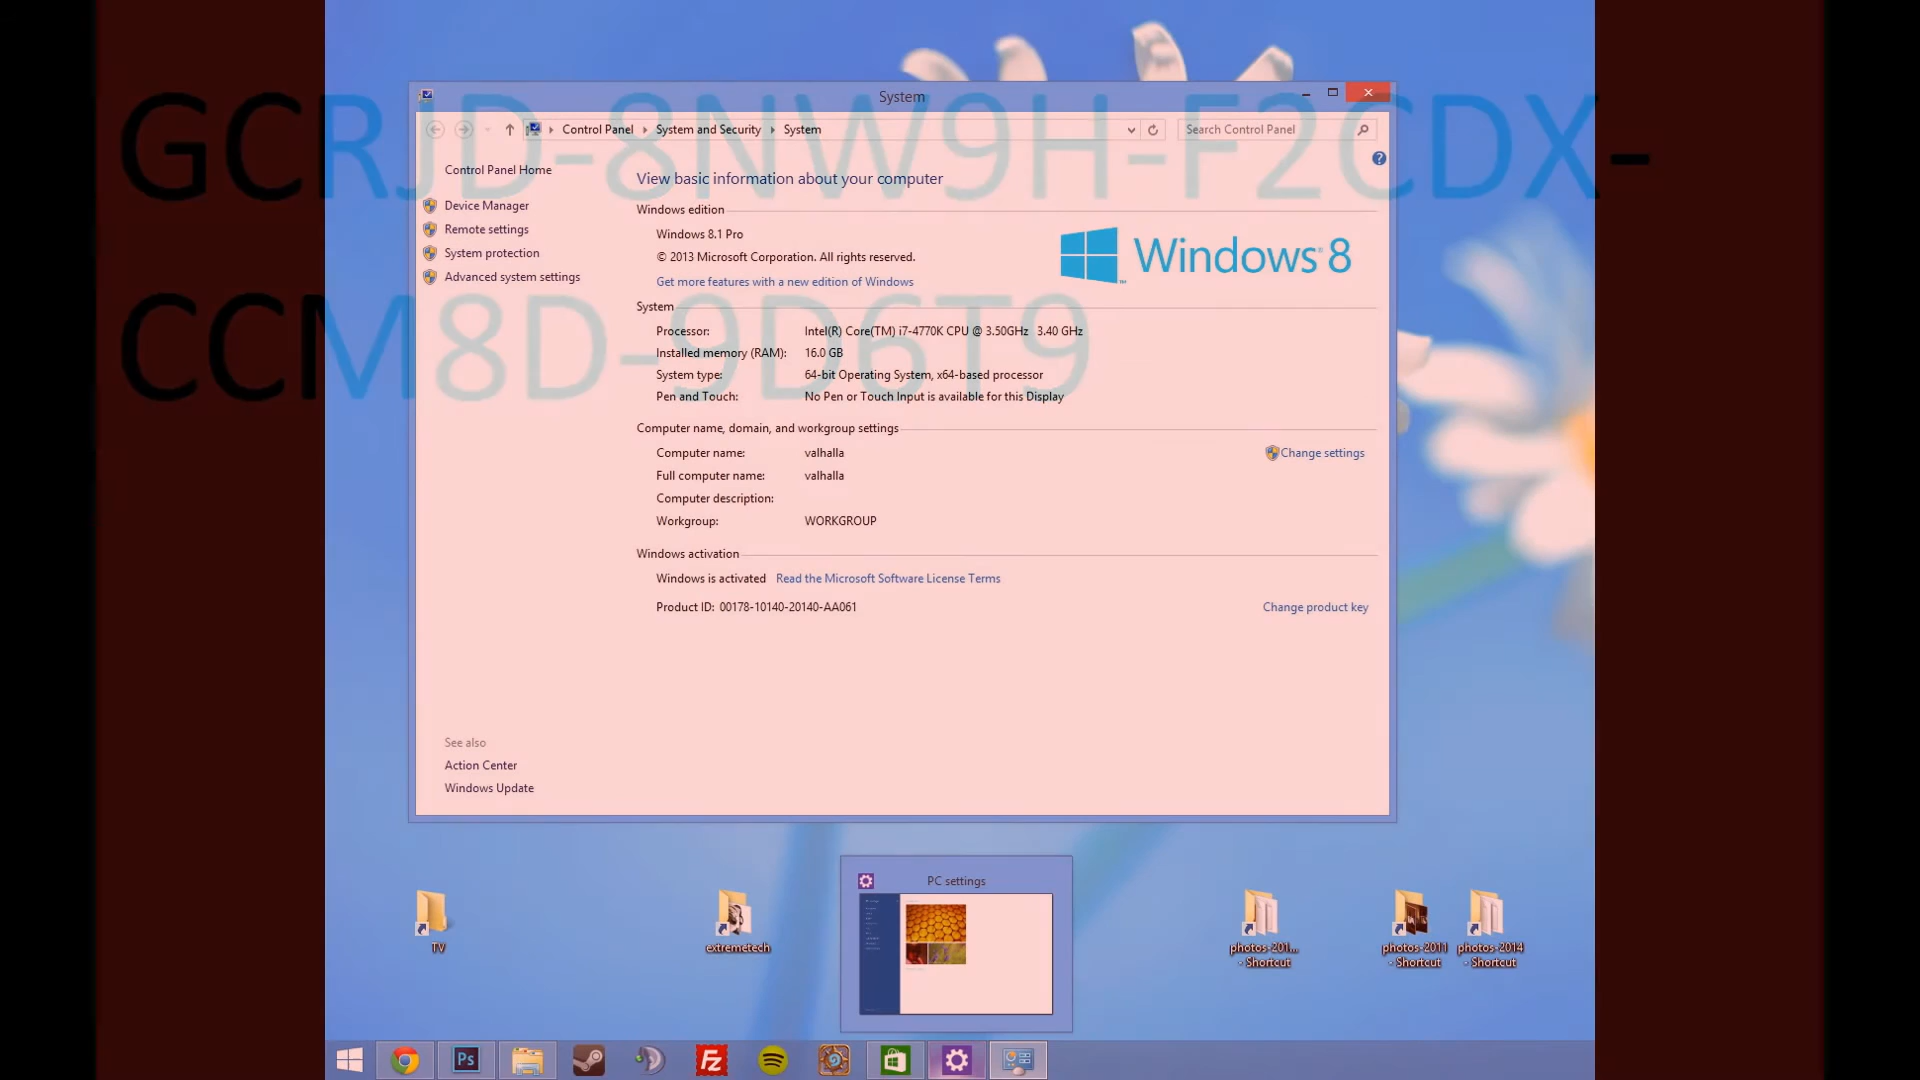 GCRJD-8NW9H-F2CDX-
CCM8D-9D6T9
System
Control Panel System and Security System
Search Control Panel
Control Panel Home
Device Manager
Remote settings
System protection
Advanced system settings
View basic information about your computer
Windows edition
Windows 8.1 Pro
© 2013 Microsoft Corporation. All rights reserved.
Get more features with a new edition of Windows
Windows® 8
System
Processor: Intel(R) Core(TM) i7-4770K CPU @ 3.50GHz 3.40 GHz
Installed memory (RAM): 16.0 GB
System type: 64-bit Operating System, x64-based processor
Pen and Touch: No Pen or Touch Input is available for this Display
Computer name, domain, and workgroup settings
Computer name: valhalla
Change settings
Full computer name: valhalla
Computer description:
Workgroup: WORKGROUP
Windows activation
Windows is activated Read the Microsoft Software License Terms
Product ID: 00178-10140-20140-AA061
Change product key
See also
Action Center
Windows Update
PC settings
TV
extremetech
photos-201...
- Shortcut
photos-2011
- Shortcut
photos-2014
- Shortcut
Ps
Fz